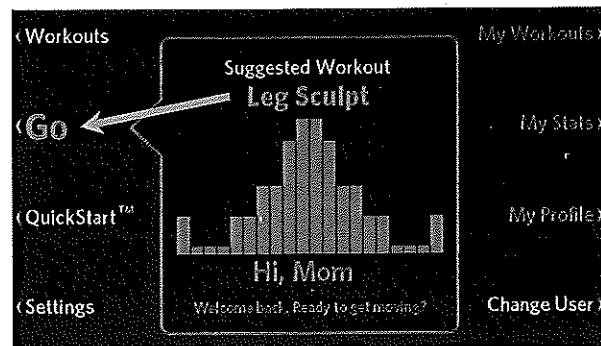 ‹Workouts
‹Go
‹QuickStart™
‹Settings
Suggested Workout
Leg Sculpt
Hi, Mom
Welcome back. Ready to get moving?
My Workouts›
My Stats›
My Profile›
Change User›